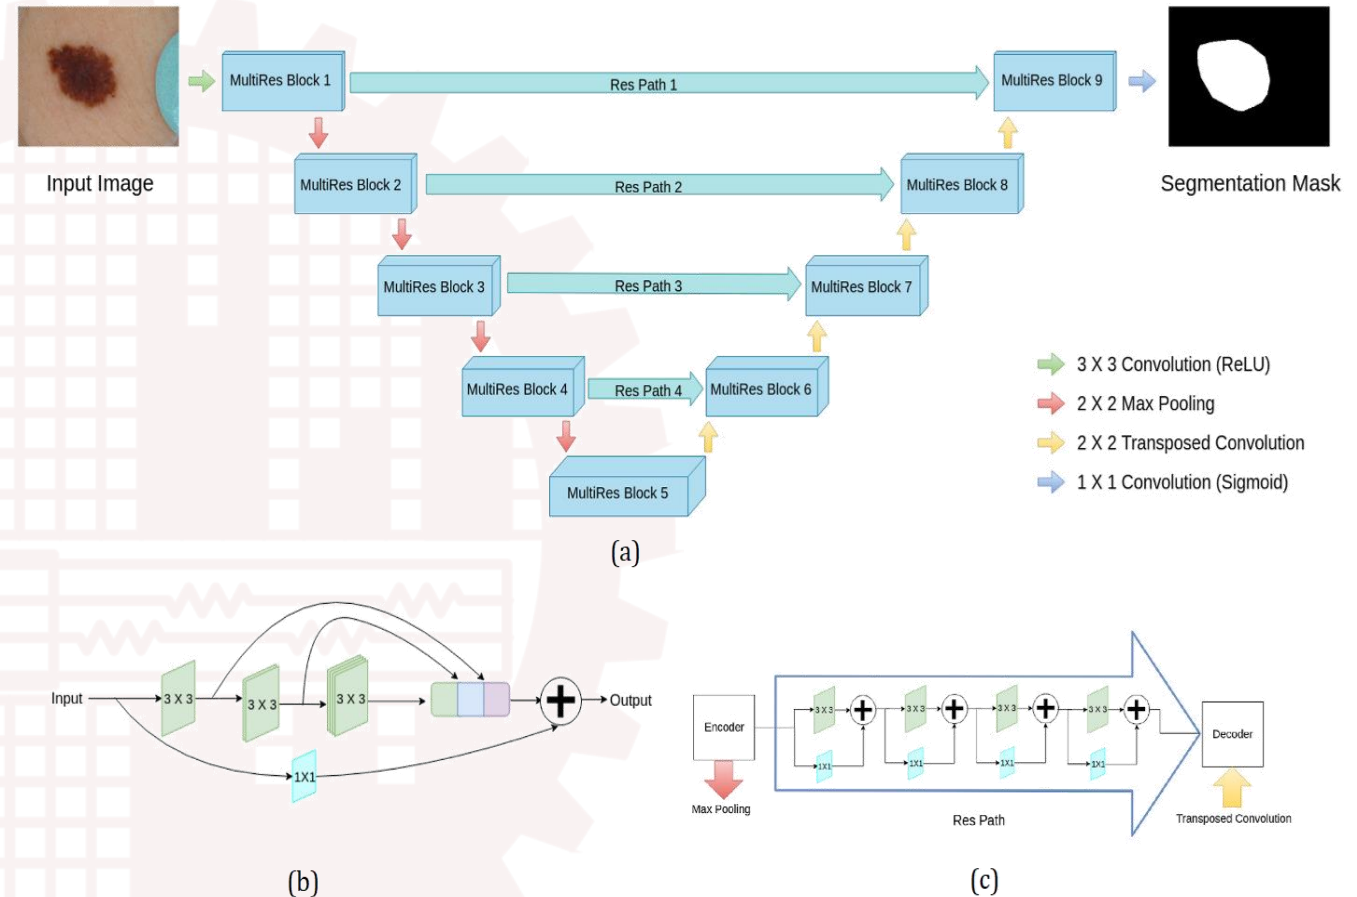 Input Image
MultiRes Block 1
Res Path 1
MultiRes Block 9
Segmentation Mask
MultiRes Block 2
Res Path 2
MultiRes Block 8
MultiRes Block 3
Res Path 3
MultiRes Block 7
MultiRes Block 4
Res Path 4
MultiRes Block 6
MultiRes Block 5
3 X 3 Convolution (ReLU)
2 X 2 Max Pooling
2 X 2 Transposed Convolution
1 X 1 Convolution (Sigmoid)
(a)
Input
3 X 3
3 X 3
3 X 3
+
Output
1X1
(b)
Encoder
Max Pooling
3 X 3
+
3 X 3
+
3 X 3
+
3 X 3
+
1X1
1X1
1X1
1X1
Res Path
Decoder
Transposed Convolution
(c)